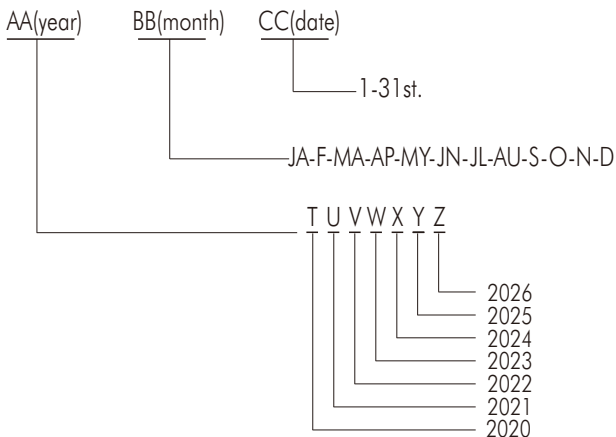 AA(year) BB(month) CC(date)
1-31st.
JA-F-MA-AP-MY-JN-JL-AU-S-O-N-D
T U V W X Y Z
2026
2025
2024
2023
2022
2021
2020